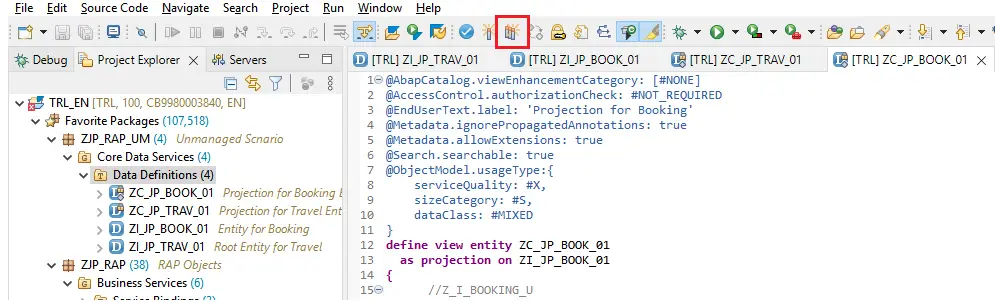 File Edit Source Code Navigate Search Project Run Window Help
Debug Project Explorer Servers
TRL_EN [TRL, 100, CB9980003840, EN]
Favorite Packages (107,518)
ZJP_RAP_UM (4) Unmanaged Scnario
Core Data Services (4)
Data Definitions (4)
ZC_JP_BOOK_01 Projection for Booking
ZC_JP_TRAV_01 Projection for Travel Ent
ZI_JP_BOOK_01 Entity for Booking
ZI_JP_TRAV_01 Root Entity for Travel
ZJP_RAP (38) RAP Objects
Business Services (6)
Service Bindings (3)
[TRL] ZI_JP_TRAV_01 [TRL] ZI_JP_BOOK_01 [TRL] ZC_JP_TRAV_01 [TRL] ZC_JP_BOOK_01
1 @AbapCatalog.viewEnhancementCategory: [#NONE]
2 @AccessControl.authorizationCheck: #NOT_REQUIRED
3 @EndUserText.label: 'Projection for Booking'
4 @Metadata.ignorePropagatedAnnotations: true
5 @Metadata.allowExtensions: true
6 @Search.searchable: true
7 @ObjectModel.usageType:{
8 serviceQuality: #X,
9 sizeCategory: #S,
10 dataClass: #MIXED
11 }
12 define view entity ZC_JP_BOOK_01
13 as projection on ZI_JP_BOOK_01
14 {
15 //Z_I_BOOKING_U